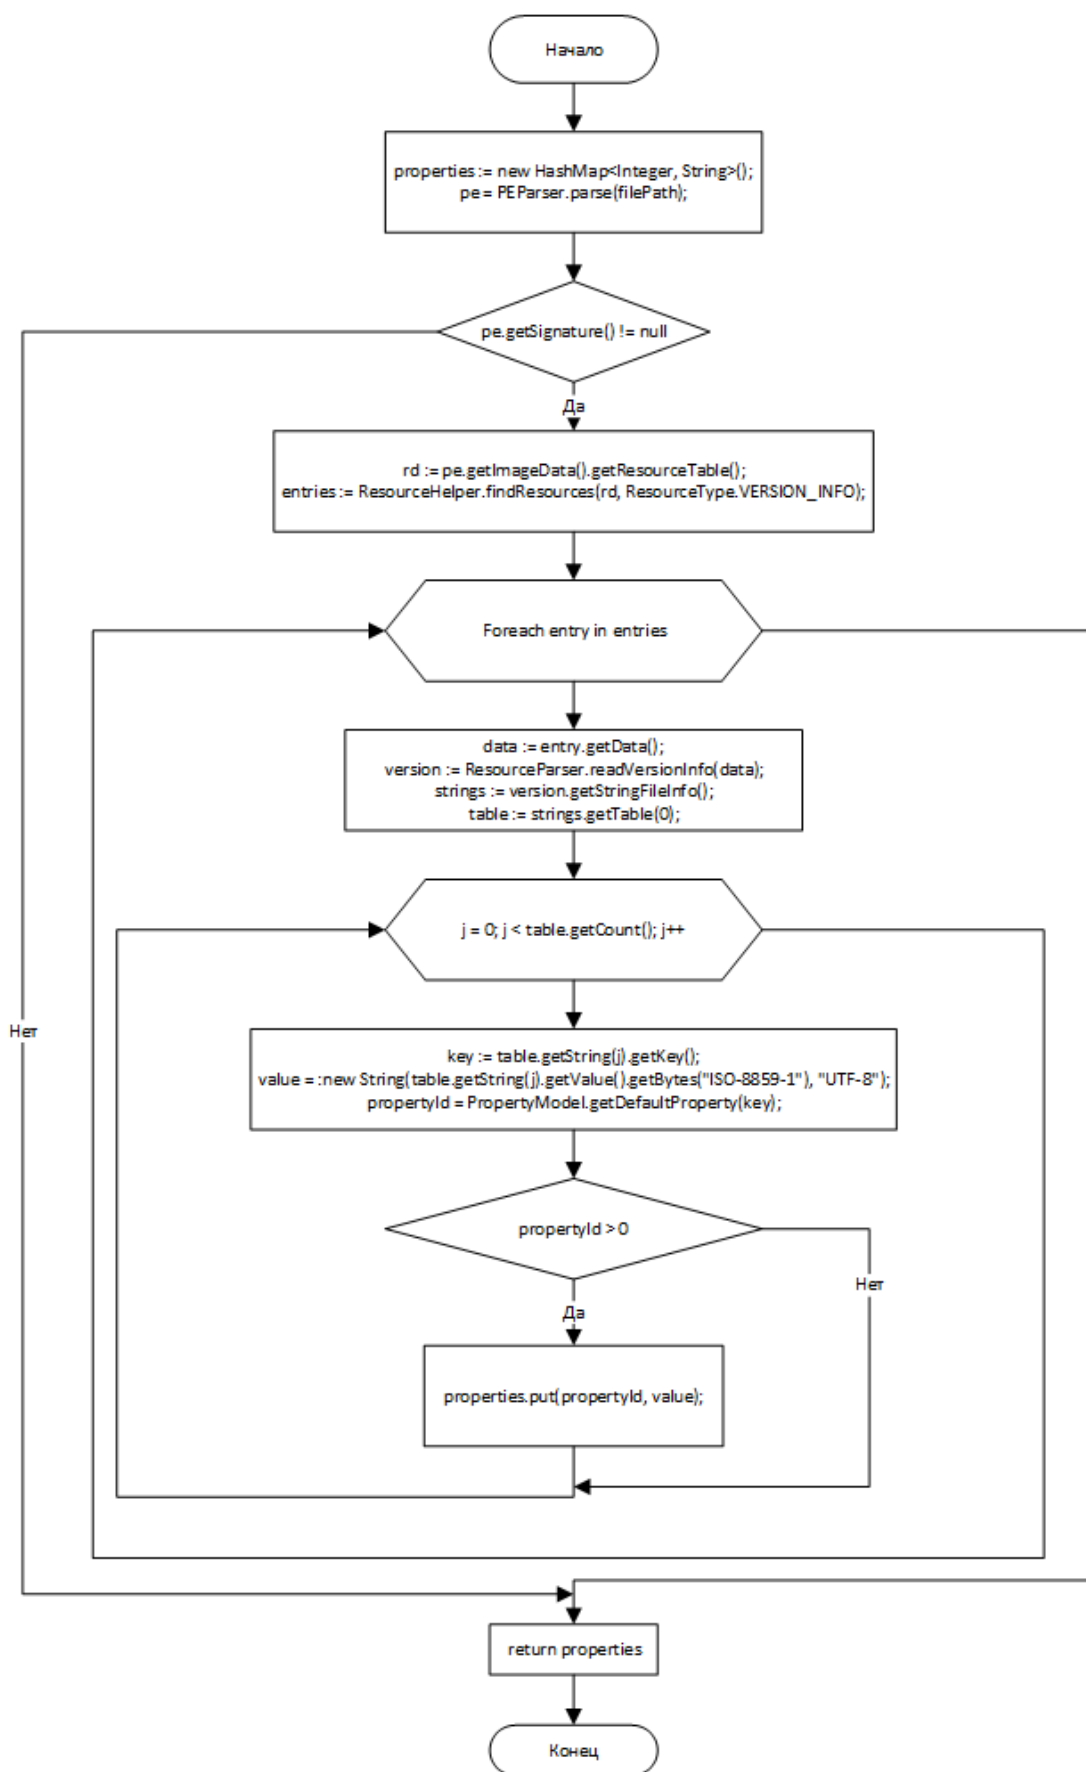 Начало
properties := new HashMap<Integer, String>();
pe = PEParser.parse(filePath);
pe.getSignature() != null
Да
rd := pe.getImageData().getResourceTable();
entries := ResourceHelper.findResources(rd, ResourceType.VERSION_INFO);
Foreach entry in entries
data := entry.getData();
version := ResourceParser.readVersionInfo(data);
strings := version.getStringFileInfo();
table := strings.getTable(0);
j = 0; j < table.getCount(); j++
Нет
key := table.getString(j).getKey();
value = :new String(table.getString(j).getValue().getBytes("ISO-8859-1"), "UTF-8");
propertyId = PropertyModel.getDefaultProperty(key);
propertyId > 0
Нет
Да
properties.put(propertyId, value);
return properties
Конец